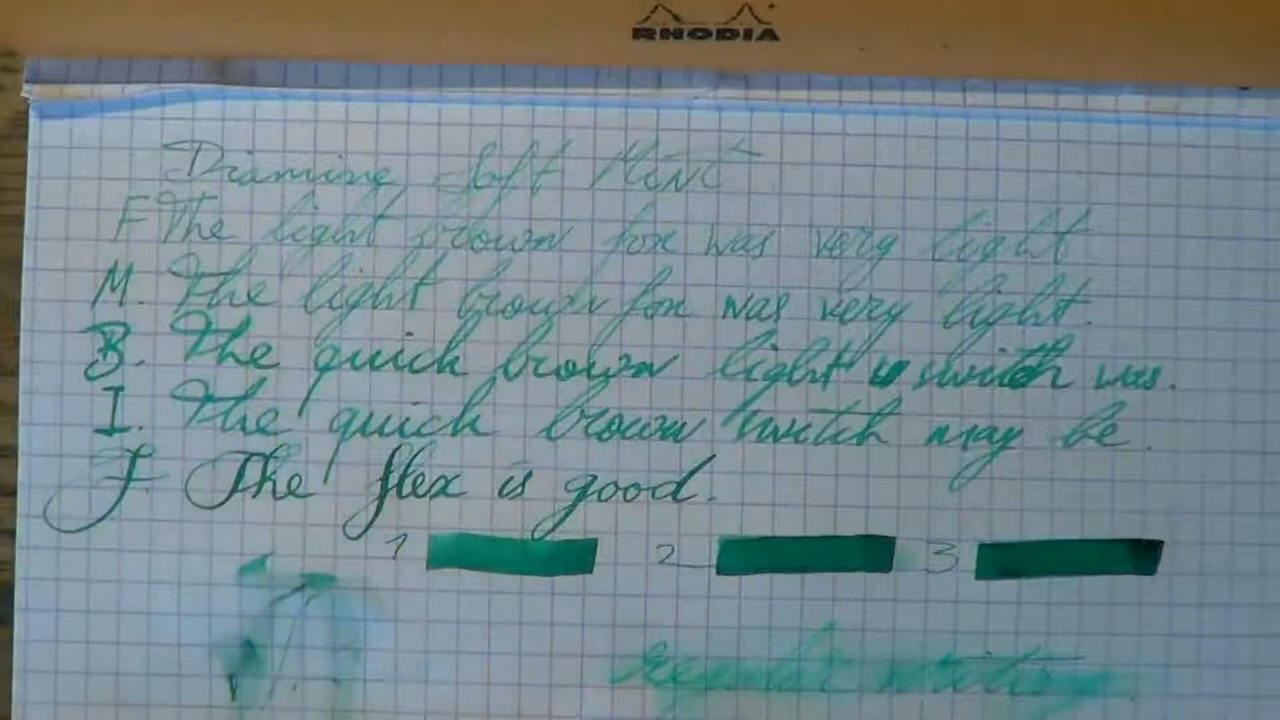 RHODIA
Diamine Soft Mint
F The light brown fox was very light
M. The light brown fox was very light.
B. The quick brown light switch was.
I. The quick brown switch may be.
F The flex is good.
1 2 3